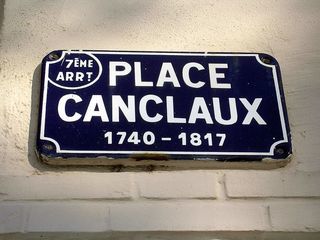 7ÈME
ARRT
PLACE
CANCLAUX
1740 - 1817